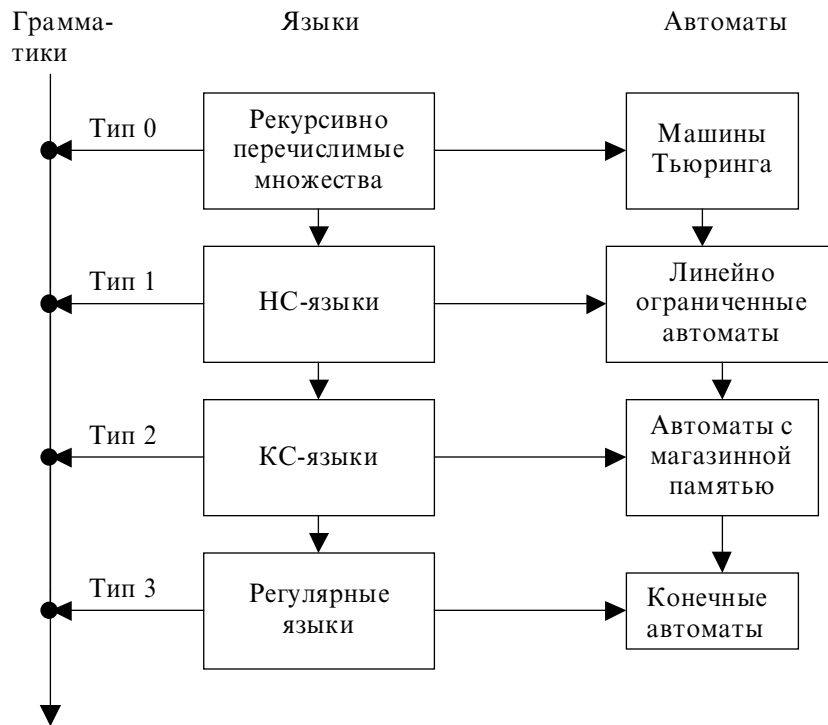 Грамма-
тики
Языки
Автоматы
Тип 0
Рекурсивно
перечислимые
множества
Машины
Тьюринга
Тип 1
НС-языки
Линейно
ограниченные
автоматы
Тип 2
КС-языки
Автоматы с
магазинной
памятью
Тип 3
Регулярные
языки
Конечные
автоматы